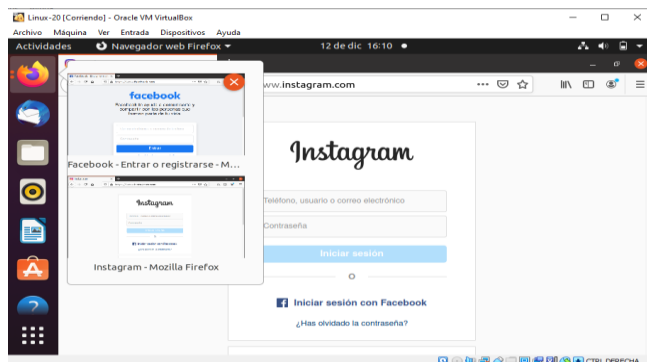 Linux-20 [Corriendo] - Oracle VM VirtualBox
Archivo Máquina Ver Entrada Dispositivos Ayuda
Actividades Navegador web Firefox 12 de dic 16:10
ww.instagram.com
facebook
Entrar
Facebook - Entrar o registrarse - M...
Instagram
Instagram - Mozilla Firefox
Instagram
Teléfono, usuario o correo electrónico
Contraseña
Iniciar sesión
O
Iniciar sesión con Facebook
¿Has olvidado la contraseña?
CTRL DERECHA